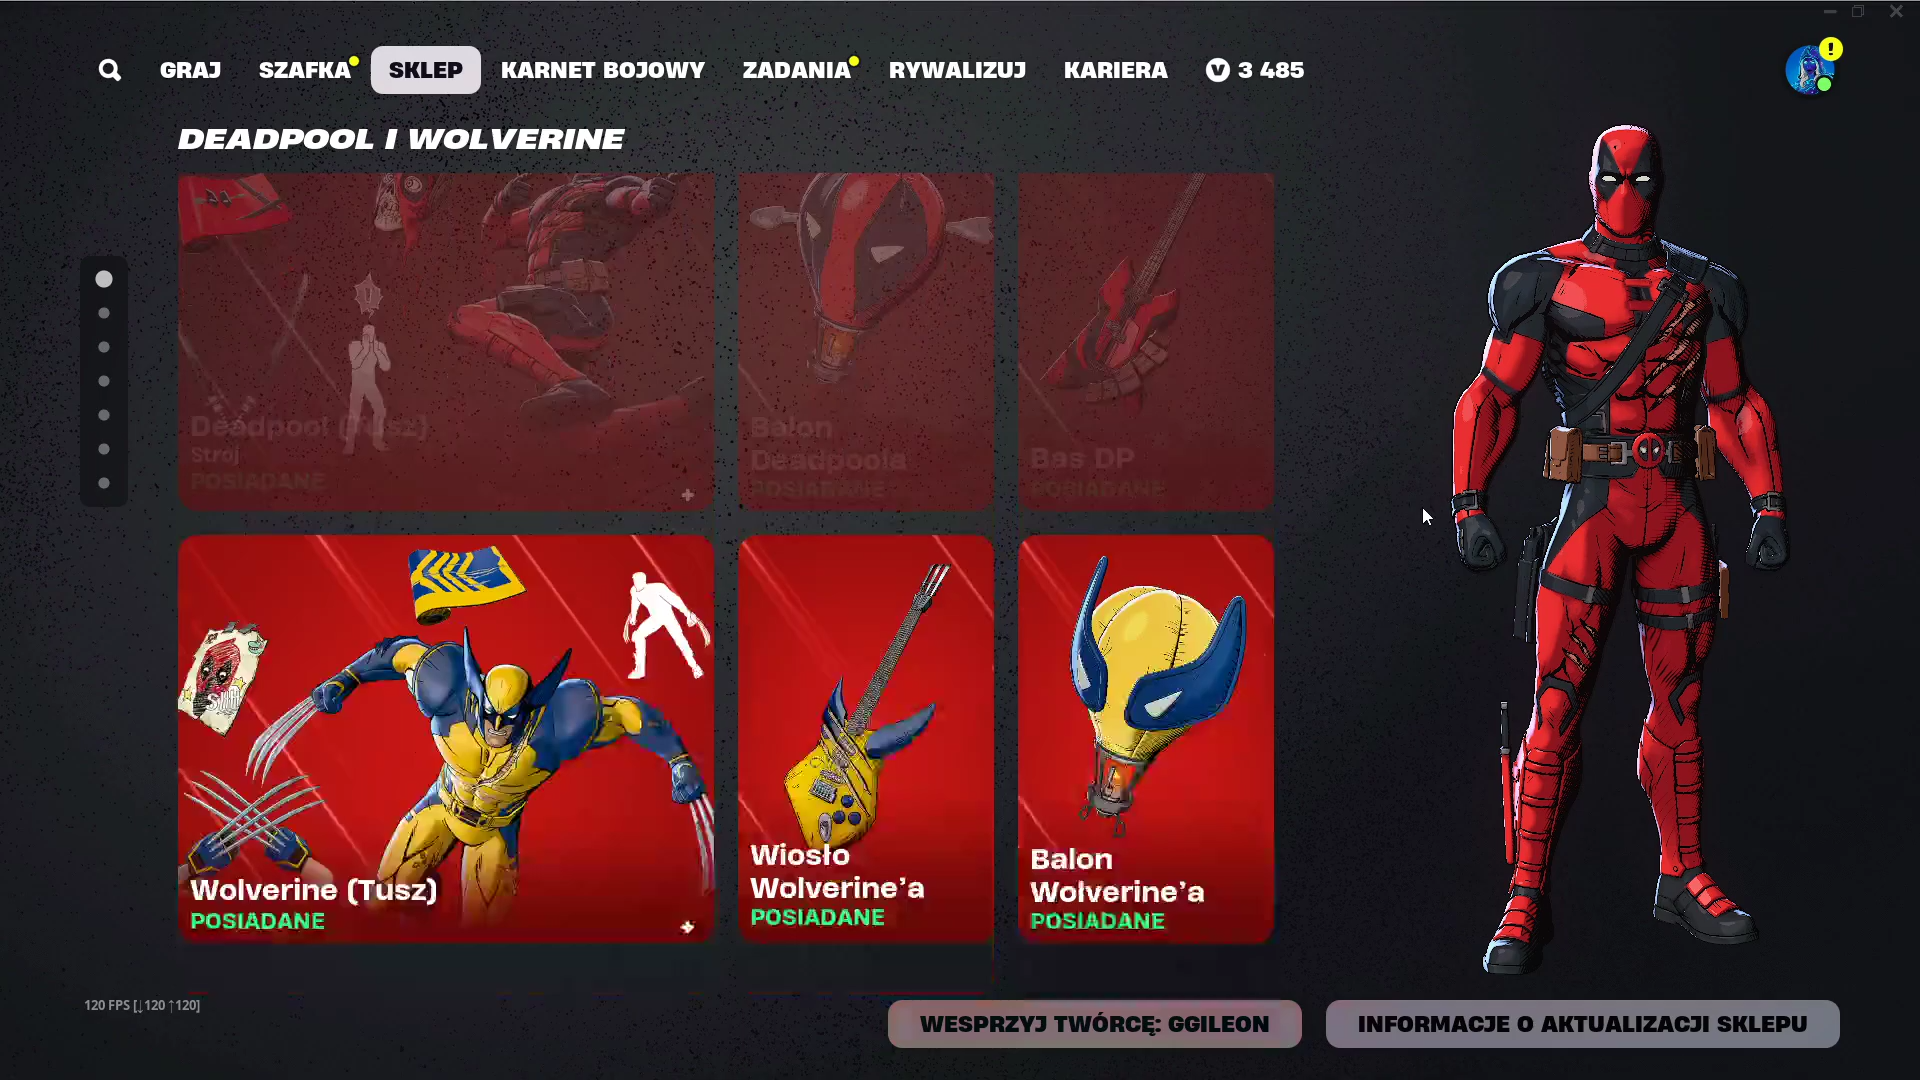 GRAJ SZAFKA SKLEP KARNET BOJOWY ZADANIA RYWALIZUJ KARIERA V 3 485
DEADPOOL I WOLVERINE
Deadpool (Tusz)
Strój
POSIADANE
Balon
Deadpoola
POSIADANE
Bas DP
POSIADANE
Wolverine (Tusz)
POSIADANE
Wiosło
Wolverine’a
POSIADANE
Balon
Wolverine’a
POSIADANE
120 FPS [↓120 ↑120]
WESPRZYJ TWÓRCĘ: GGILEON
INFORMACJE O AKTUALIZACJI SKLEPU